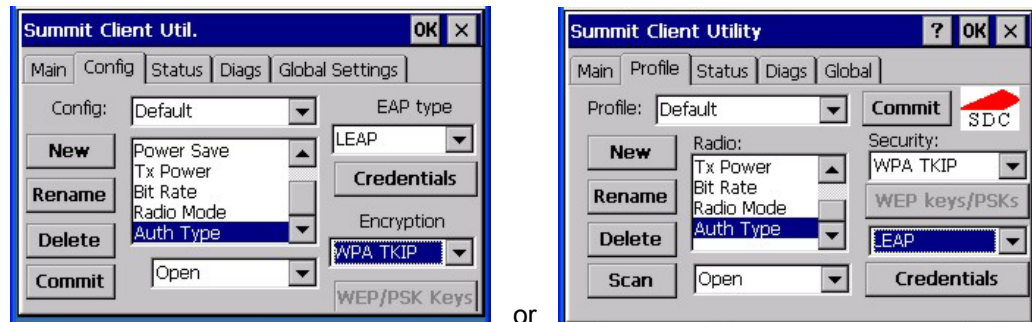 Summit Client Util. OK ×
Main Config Status Diags Global Settings
Config: Default EAP type
LEAP
New Power Save
Tx Power Credentials
Rename Bit Rate
Radio Mode Encryption
Delete Auth Type WPA TKIP
Commit Open WEP/PSK Keys
or
Summit Client Utility ? OK ×
Main Profile Status Diags Global
Profile: Default Commit SDC
New Radio: Security:
Tx Power WPA TKIP
Rename Bit Rate WEP keys/PSKs
Radio Mode
Delete Auth Type LEAP
Scan Open Credentials